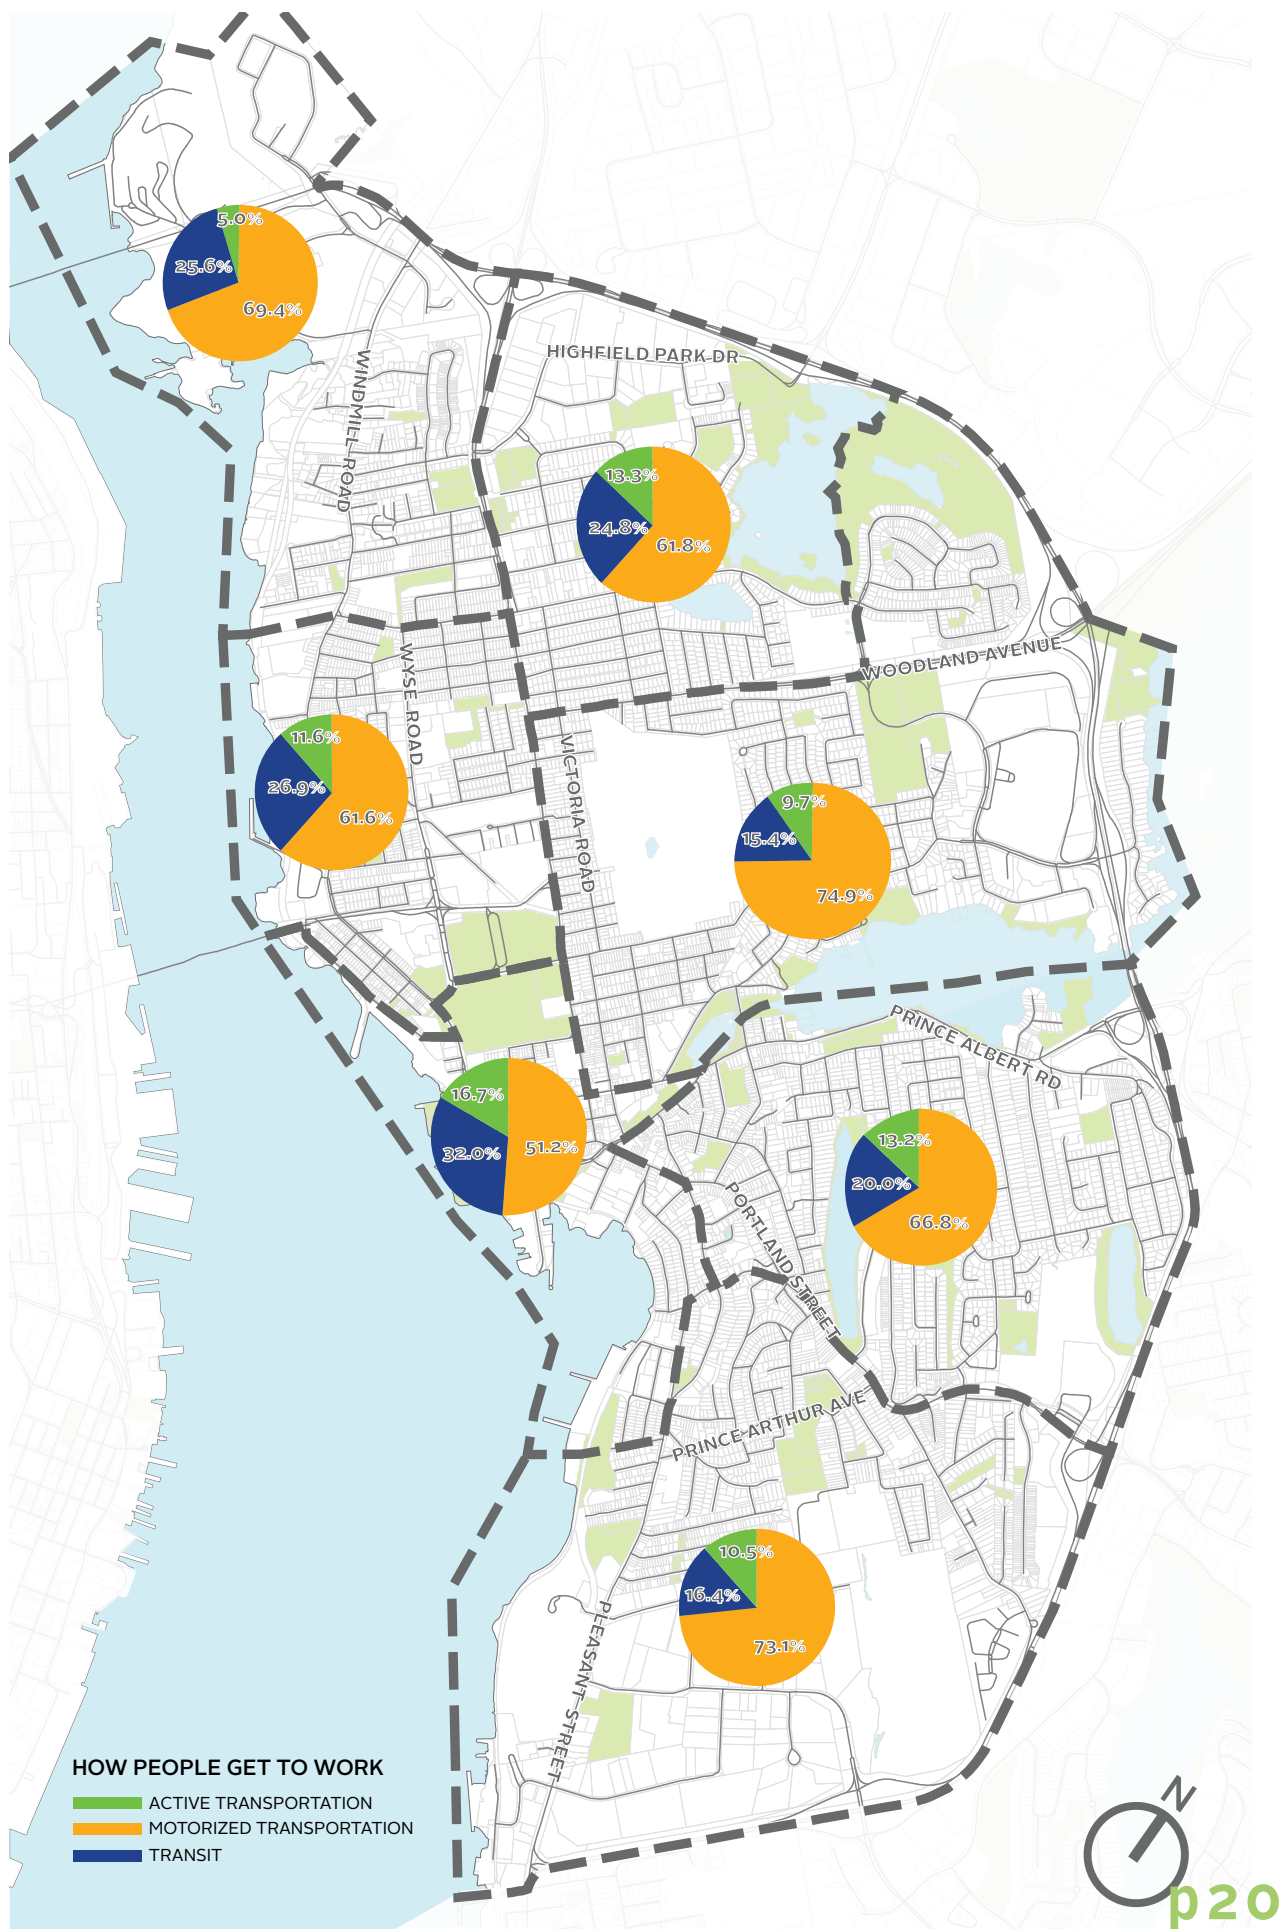 5.0%
25.6%
69.4%
HIGHFIELD PARK DR
WINDMILL ROAD
13.3%
24.8%
61.8%
WOODLAND AVENUE
WYSE ROAD
11.6%
26.9%
61.6%
VICTORIA ROAD
9.7%
15.4%
74.9%
PRINCE ALBERT RD
16.7%
32.0%
51.2%
13.2%
20.0%
66.8%
PORTLAND STREET
PRINCE ARTHUR AVE
10.5%
16.4%
73.1%
PLEASANT STREET
HOW PEOPLE GET TO WORK
ACTIVE TRANSPORTATION
MOTORIZED TRANSPORTATION
TRANSIT
N
p20